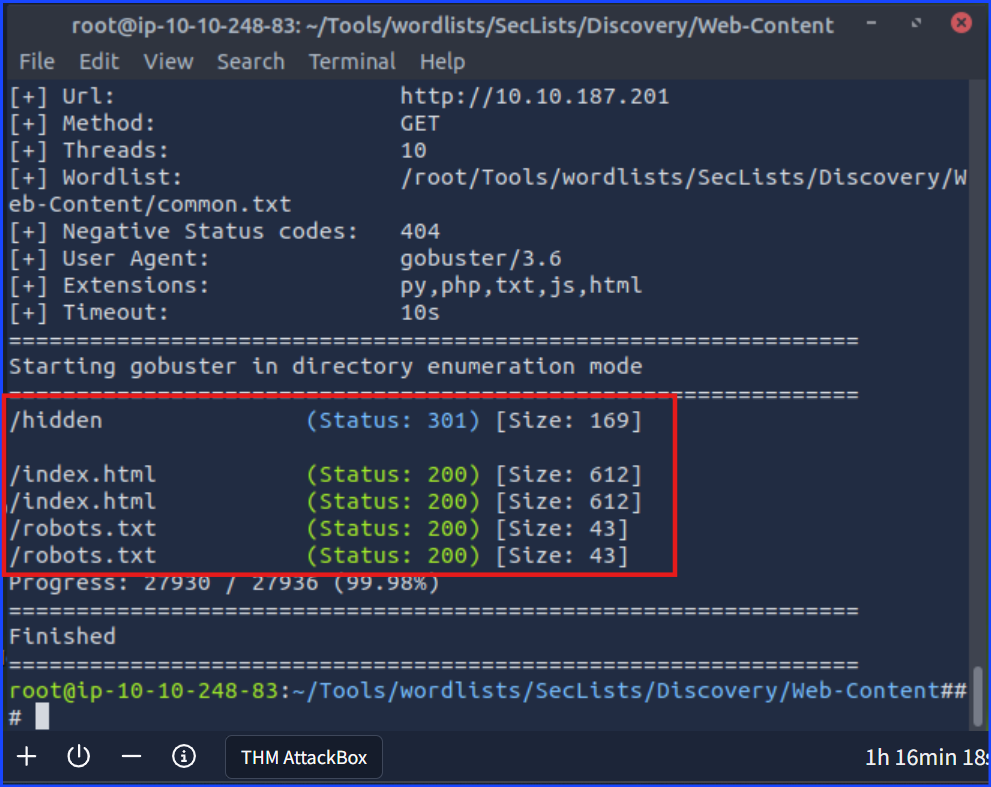 root@ip-10-10-248-83: ~/Tools/wordlists/SecLists/Discovery/Web-Content
File Edit View Search Terminal Help
[+] Url: http://10.10.187.201
[+] Method: GET
[+] Threads: 10
[+] Wordlist: /root/Tools/wordlists/SecLists/Discovery/W
eb-Content/common.txt
[+] Negative Status codes: 404
[+] User Agent: gobuster/3.6
[+] Extensions: py,php,txt,js,html
[+] Timeout: 10s
===============================================================
Starting gobuster in directory enumeration mode
===============================================================
/hidden (Status: 301) [Size: 169]
/index.html (Status: 200) [Size: 612]
/index.html (Status: 200) [Size: 612]
/robots.txt (Status: 200) [Size: 43]
/robots.txt (Status: 200) [Size: 43]
Progress: 27930 / 27936 (99.98%)
===============================================================
Finished
===============================================================
root@ip-10-10-248-83:~/Tools/wordlists/SecLists/Discovery/Web-Content##
#
THM AttackBox 1h 16min 18s